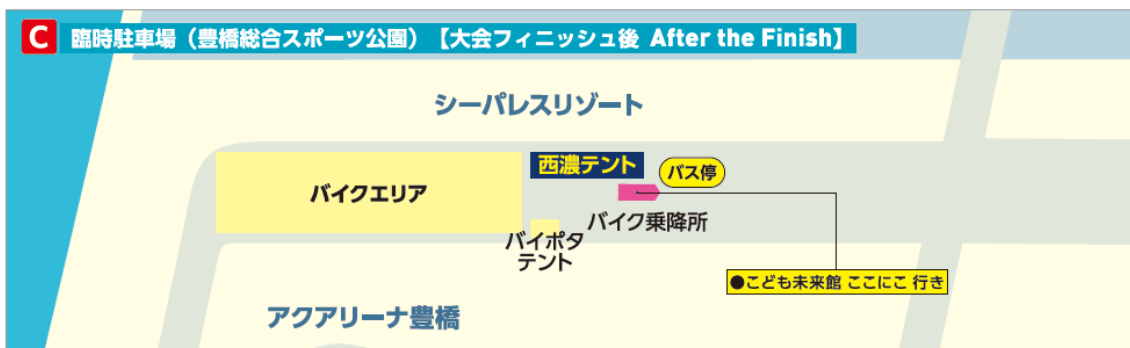 C 臨時駐車場（豊橋総合スポーツ公園）【大会フィニッシュ後 After the Finish】
シーパレスリゾート
西濃テント
バス停
バイクエリア
バイク乗降所
バイポタ
テント
●こども未来館 ここにこ 行き
アクアリーナ豊橋